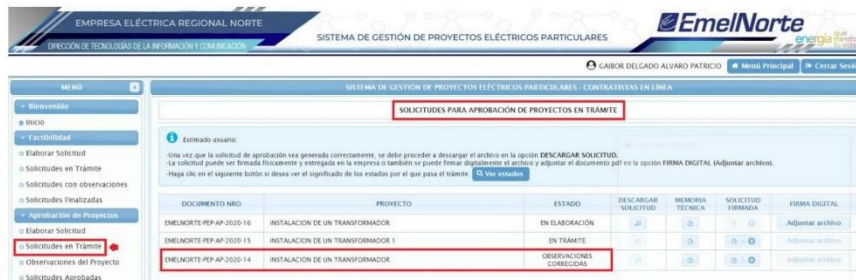 EMPRESA ELÉCTRICA REGIONAL NORTE
DIRECCIÓN DE TECNOLOGÍAS DE LA INFORMACIÓN Y COMUNICACIÓN
SISTEMA DE GESTIÓN DE PROYECTOS ELÉCTRICOS PARTICULARES
EmelNorte
energía
GAIBOR DELGADO ALVARO PATRICIO
Menú Principal
Cerrar Sesió
MENÚ
SISTEMA DE GESTIÓN DE PROYECTOS ELÉCTRICOS PARTICULARES - CONTRATISTAS EN LÍNEA
Bienvenido
INICIO
Factibilidad
Elaborar Solicitud
Solicitudes en Trámite
Solicitudes con observaciones
Solicitudes Finalizadas
Aprobación de Proyectos
Elaborar Solicitud
Solicitudes en Trámite
Observaciones del Proyecto
Solicitudes Aprobadas
SOLICITUDES PARA APROBACIÓN DE PROYECTOS EN TRÁMITE
Estimado usuario:
-Una vez que la solicitud de aprobación sea generada correctamente, se debe proceder a descargar el archivo en la opción DESCARGAR SOLICITUD.
-La solicitud puede ser firmada físicamente y entregada en la empresa o también se puede firmar digitalmente el archivo y adjuntar el documento pdf en la opción FIRMA DIGITAL (Adjuntar archivo).
-Haga clic en el siguiente botón si desea ver el significado de los estados por el que pasa el trámite Ver estados
DOCUMENTO NRO PROYECTO ESTADO DESCARGAR SOLICITUD MEMORIA TÉCNICA SOLICITUD FIRMADA FIRMA DIGITAL
EMELNORTE-PEP-AP-2020-16 INSTALACION DE UN TRANSFORMADOR EN ELABORACIÓN Adjuntar archivo
EMELNORTE-PEP-AP-2020-15 INSTALACION DE UN TRANSFORMADOR 1 EN TRÁMITE Adjuntar archivo
EMELNORTE-PEP-AP-2020-14 INSTALACION DE UN TRANSFORMADOR OBSERVACIONES CORREGIDAS Adjuntar archivo